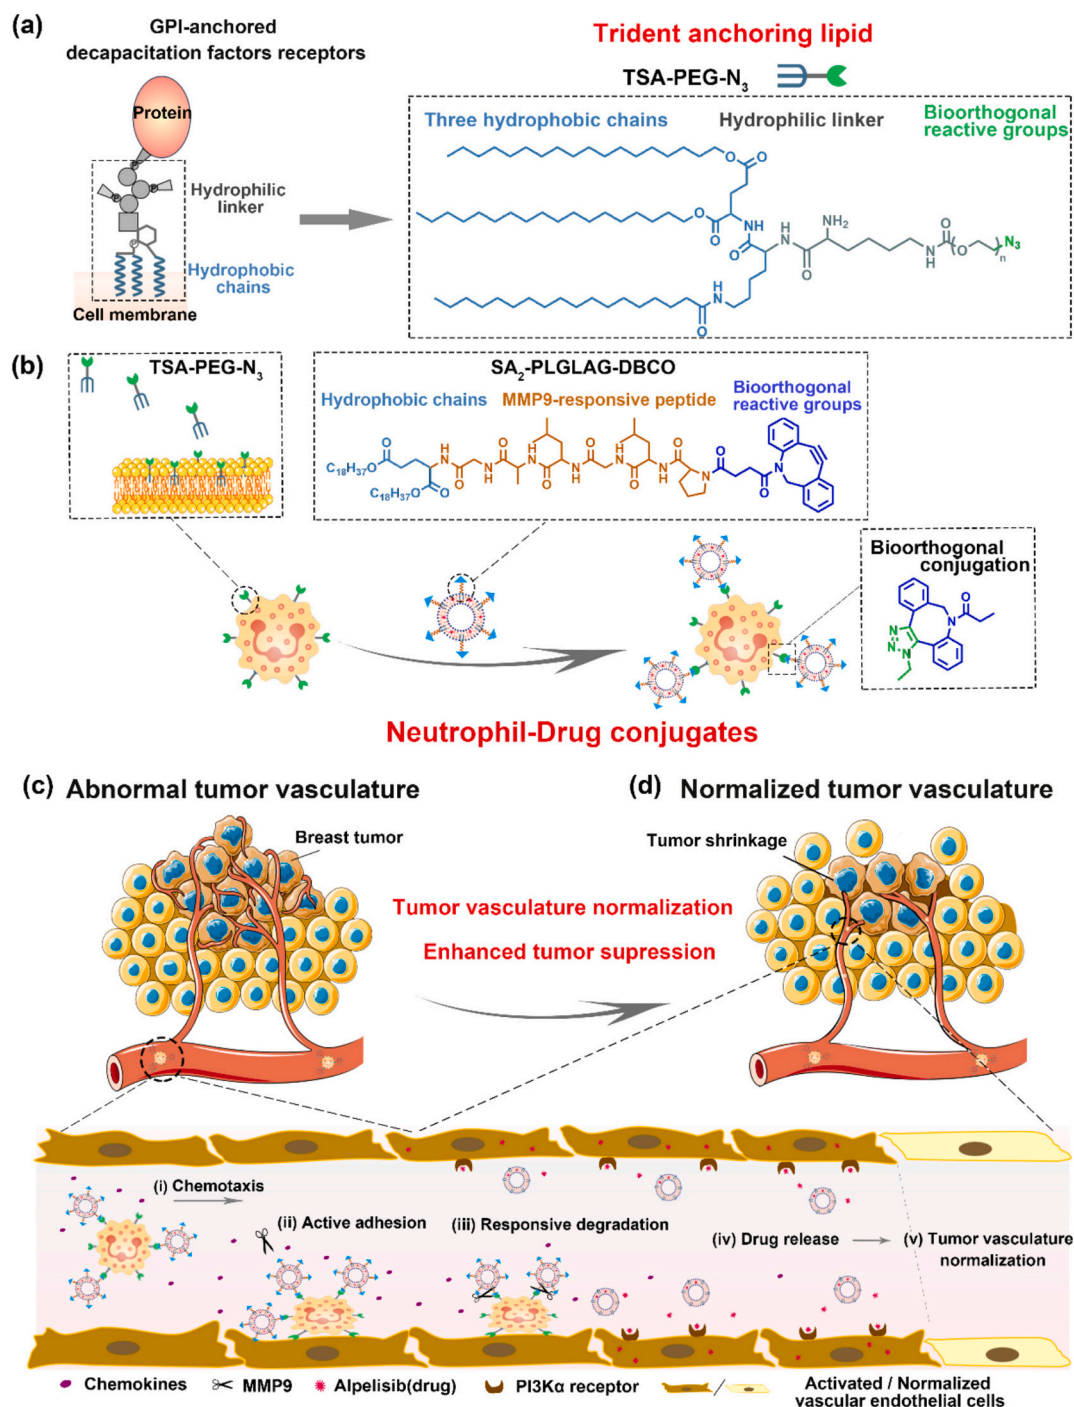 (a)
GPI-anchored
decapacitation factors receptors
Trident anchoring lipid
TSA-PEG-N3
Protein
Three hydrophobic chains
Hydrophilic linker
Bioorthogonal
reactive groups
Hydrophilic
linker
Hydrophobic
chains
Cell membrane
O
O
O
O
NH
O
H
N
O
NH2
N
H
O
O
n
N3
H
N
O
(b)
TSA-PEG-N3
SA2-PLGLAG-DBCO
Hydrophobic chains
MMP9-responsive peptide
Bioorthogonal
reactive groups
C18H37O
C18H37O
Bioorthogonal
conjugation
Neutrophil-Drug conjugates
(c) Abnormal tumor vasculature
(d) Normalized tumor vasculature
Breast tumor
Tumor shrinkage
Tumor vasculature normalization
Enhanced tumor supression
(i) Chemotaxis
(ii) Active adhesion
(iii) Responsive degradation
(iv) Drug release
(v) Tumor vasculature
normalization
Chemokines
MMP9
Alpelisib(drug)
PI3Kα receptor
Activated / Normalized
vascular endothelial cells